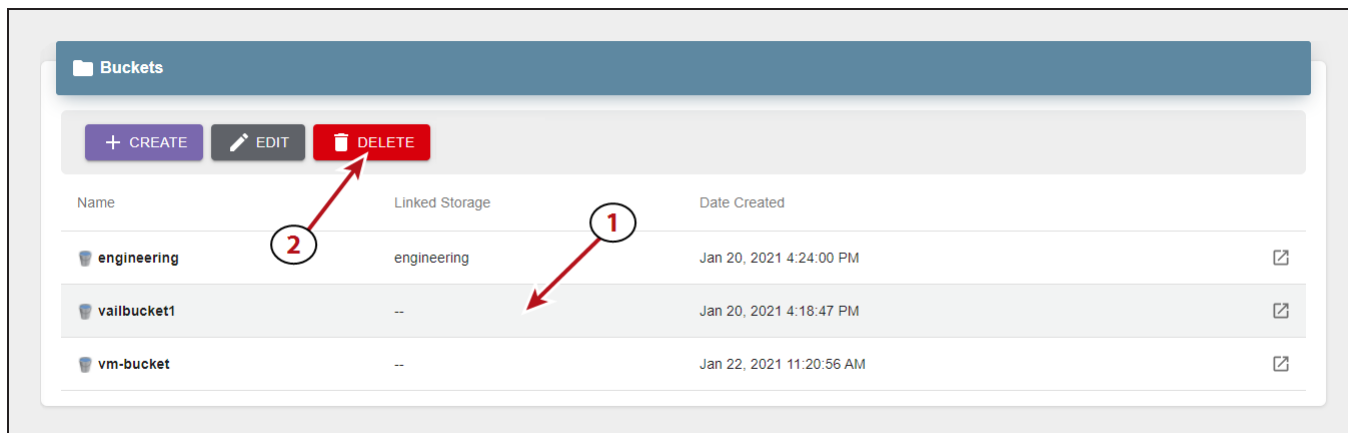 Buckets
+ CREATE EDIT DELETE
Name Linked Storage Date Created
1
2
engineering engineering Jan 20, 2021 4:24:00 PM
vailbucket1 -- Jan 20, 2021 4:18:47 PM
vm-bucket -- Jan 22, 2021 11:20:56 AM